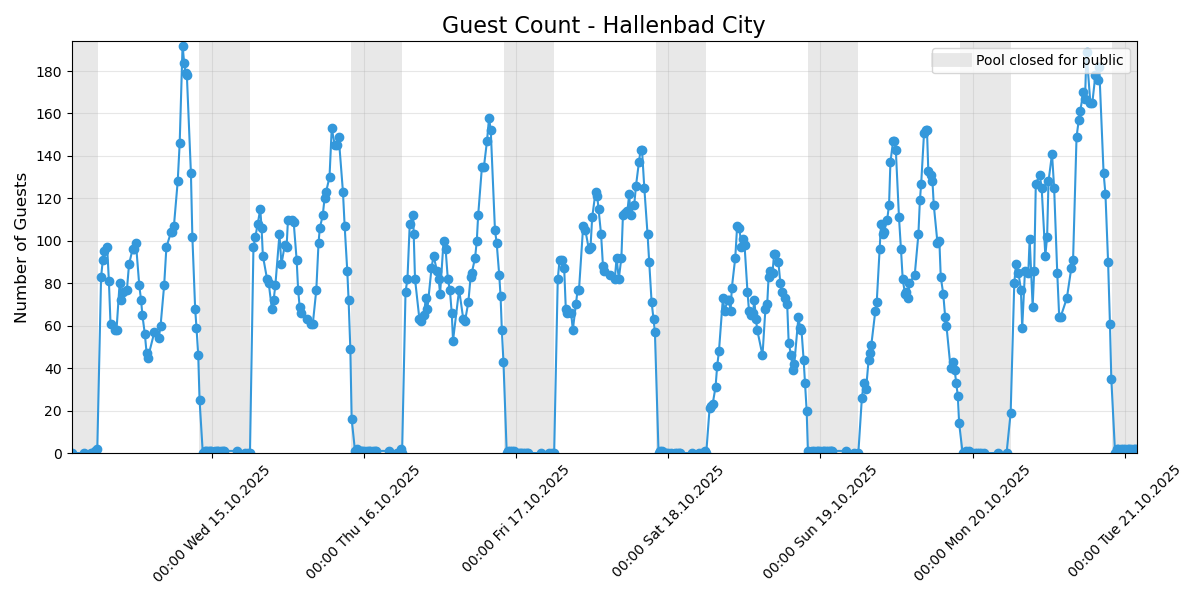 Guest Count - Hallenbad City
Pool closed for public
Number of Guests
180
160
140
120
100
80
60
40
20
0
00:00 Wed 15.10.2025
00:00 Thu 16.10.2025
00:00 Fri 17.10.2025
00:00 Sat 18.10.2025
00:00 Sun 19.10.2025
00:00 Mon 20.10.2025
00:00 Tue 21.10.2025